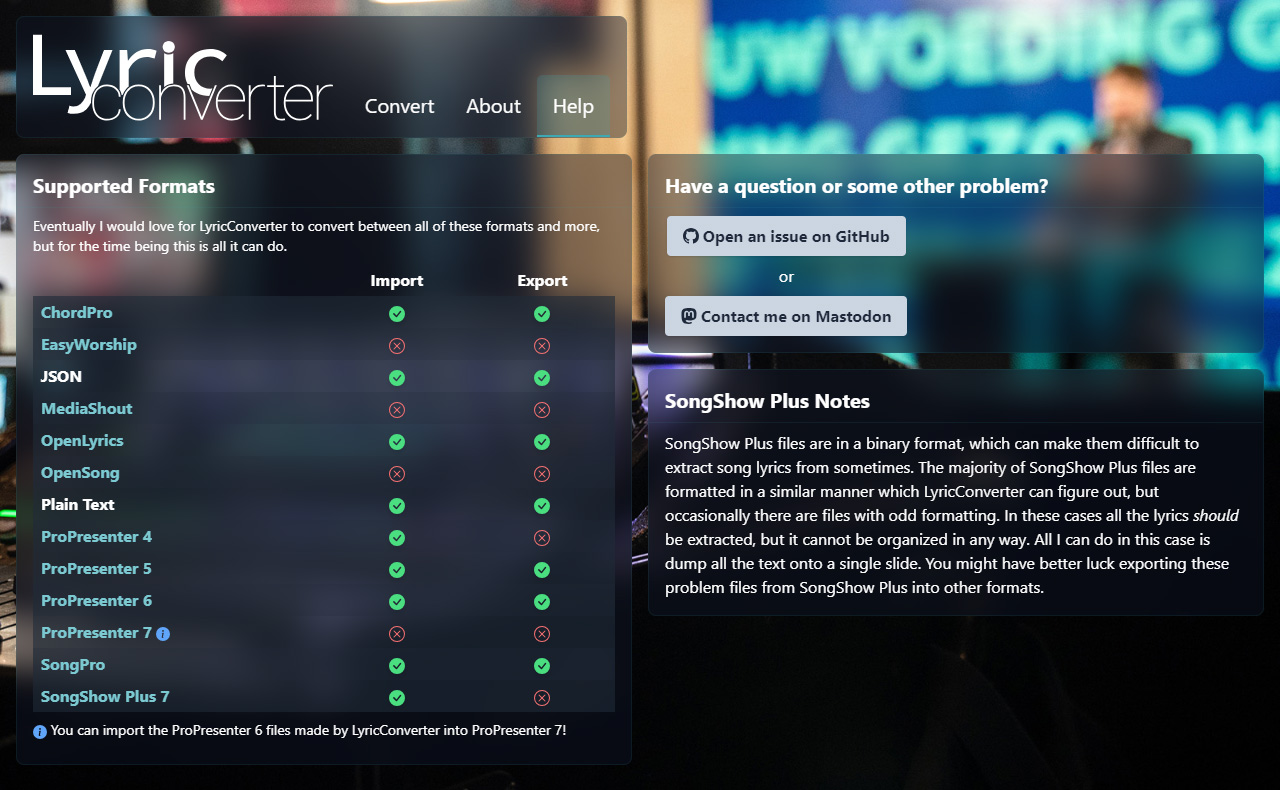 Lyric
converter
Convert About Help
Supported Formats
Eventually I would love for LyricConverter to convert between all of these formats and more,
but for the time being this is all it can do.
Import Export
ChordPro
EasyWorship
JSON
MediaShout
OpenLyrics
OpenSong
Plain Text
ProPresenter 4
ProPresenter 5
ProPresenter 6
ProPresenter 7
SongPro
SongShow Plus 7
You can import the ProPresenter 6 files made by LyricConverter into ProPresenter 7!
UW VOEDING G
Have a question or some other problem?
Open an issue on GitHub
or
Contact me on Mastodon
SongShow Plus Notes
SongShow Plus files are in a binary format, which can make them difficult to
extract song lyrics from sometimes. The majority of SongShow Plus files are
formatted in a similar manner which LyricConverter can figure out, but
occasionally there are files with odd formatting. In these cases all the lyrics should
be extracted, but it cannot be organized in any way. All I can do in this case is
dump all the text onto a single slide. You might have better luck exporting these
problem files from SongShow Plus into other formats.